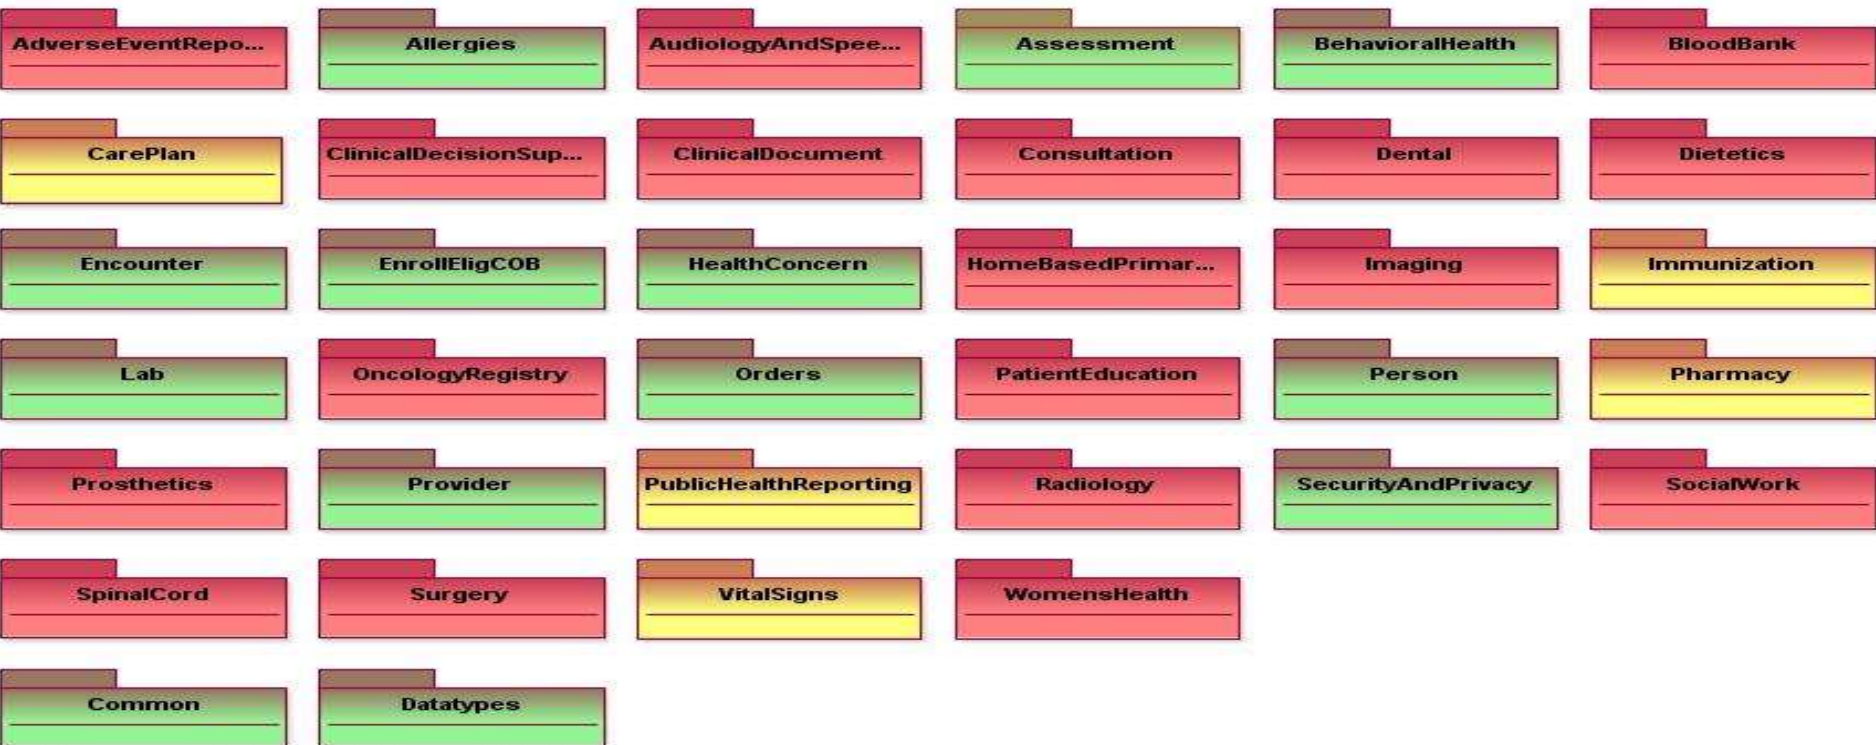 AdverseEventRepo...
Allergies
AudiologyAndSpee...
Assessment
BehavioralHealth
BloodBank
CarePlan
ClinicalDecisionSup...
ClinicalDocument
Consultation
Dental
Dietetics
Encounter
EnrollEligCOB
HealthConcern
HomeBasedPrimar...
Imaging
Immunization
Lab
OncologyRegistry
Orders
PatientEducation
Person
Pharmacy
Prosthetics
Provider
PublicHealthReporting
Radiology
SecurityAndPrivacy
SocialWork
SpinalCord
Surgery
VitalSigns
WomensHealth
Common
Datatypes